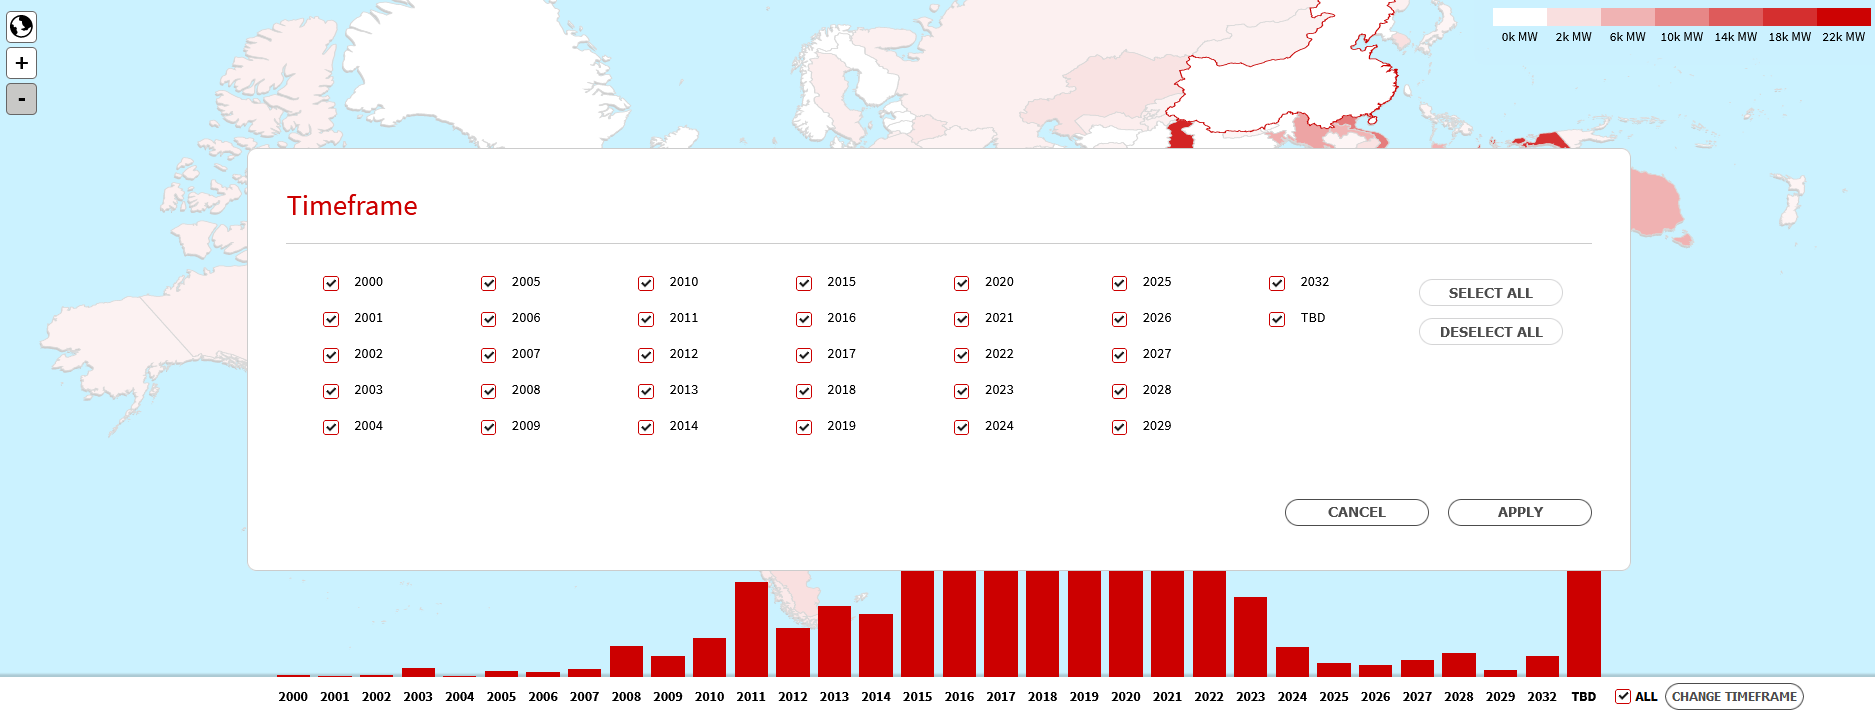 +
-
0k MW 2k MW 6k MW 10k MW 14k MW 18k MW 22k MW
Timeframe
2000 2005 2010 2015 2020 2025 2032 SELECT ALL
2001 2006 2011 2016 2021 2026 TBD DESELECT ALL
2002 2007 2012 2017 2022 2027
2003 2008 2013 2018 2023 2028
2004 2009 2014 2019 2024 2029
CANCEL APPLY
2000 2001 2002 2003 2004 2005 2006 2007 2008 2009 2010 2011 2012 2013 2014 2015 2016 2017 2018 2019 2020 2021 2022 2023 2024 2025 2026 2027 2028 2029 2032 TBD ALL CHANGE TIMEFRAME